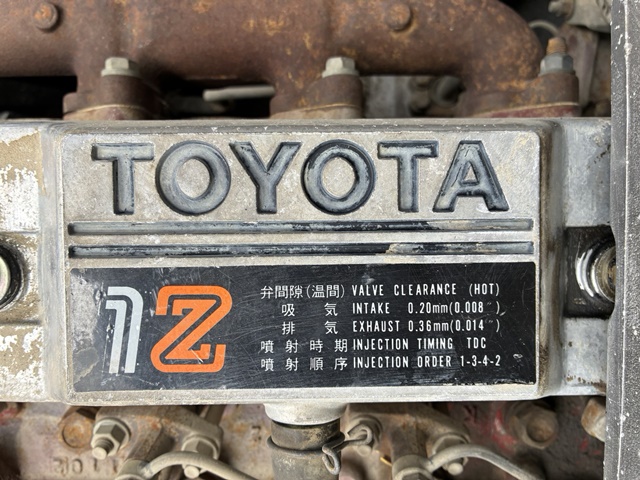 TOYOTA
1Z
弁間隙(温間) VALVE CLEARANCE (HOT)
吸気 INTAKE 0.20mm(0.008")
排気 EXHAUST 0.36mm(0.014")
噴射時期 INJECTION TIMING TDC
噴射順序 INJECTION ORDER 1-3-4-2